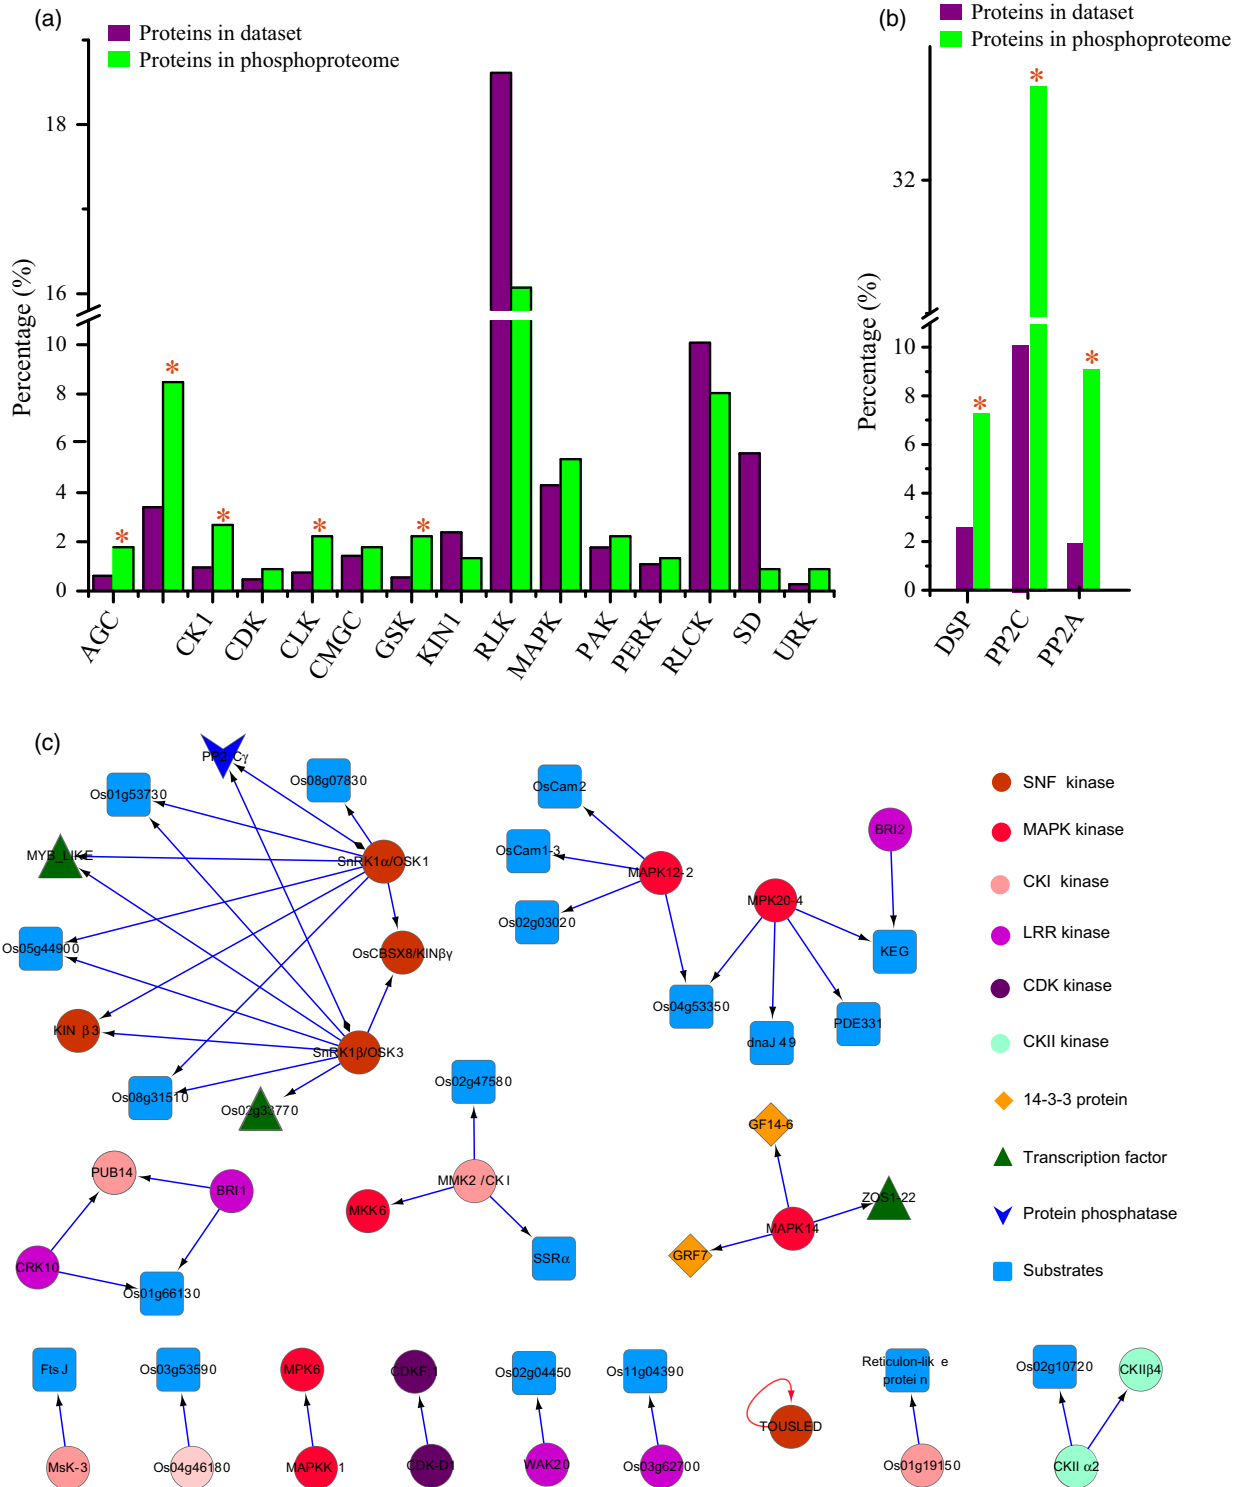 (a)
Proteins in dataset
Proteins in phosphoproteome
Percentage (%)
18
16
10
8
6
4
2
0
*
*
*
*
*
AGC
CK1
CDK
CLK
CMGC
GSK
KIN1
RLK
MAPK
PAK
PERK
RLCK
SD
URK
(b)
Proteins in dataset
Proteins in phosphoproteome
Percentage (%)
32
10
8
6
4
2
0
*
*
*
DSP
PP2C
PP2A
(c)
PP2 Cγ
Os08g07830
Os01g53730
MYB_LIKE
SnRK1α/OSK1
Os05g44900
OsCBSX8/KINβγ
KIN β3
SnRK1β/OSK3
Os08g31510
Os02g33770
OsCam2
OsCam1-3
MAPK12-2
Os02g03020
Os04g53350
MPK20-4
BRI2
KEG
PDE331
dnaJ 49
Os02g47580
MMK2 /CK I
MKK6
SSRα
GF14-6
ZOS1-22
MAPK14
GRF7
PUB14
BRI1
CRK10
Os01g66130
SNF kinase
MAPK kinase
CKI kinase
LRR kinase
CDK kinase
CKII kinase
14-3-3 protein
Transcription factor
Protein phosphatase
Substrates
Fts J
MsK-3
Os03g53590
Os04g46180
MPK6
MAPKK 1
CDKF;1
CDK-D1
Os02g04450
WAK20
Os11g04390
Os03g62700
TOUSLED
Reticulon-lik e
protei n
Os01g19150
Os02g10720
CKIIβ4
CKII α2